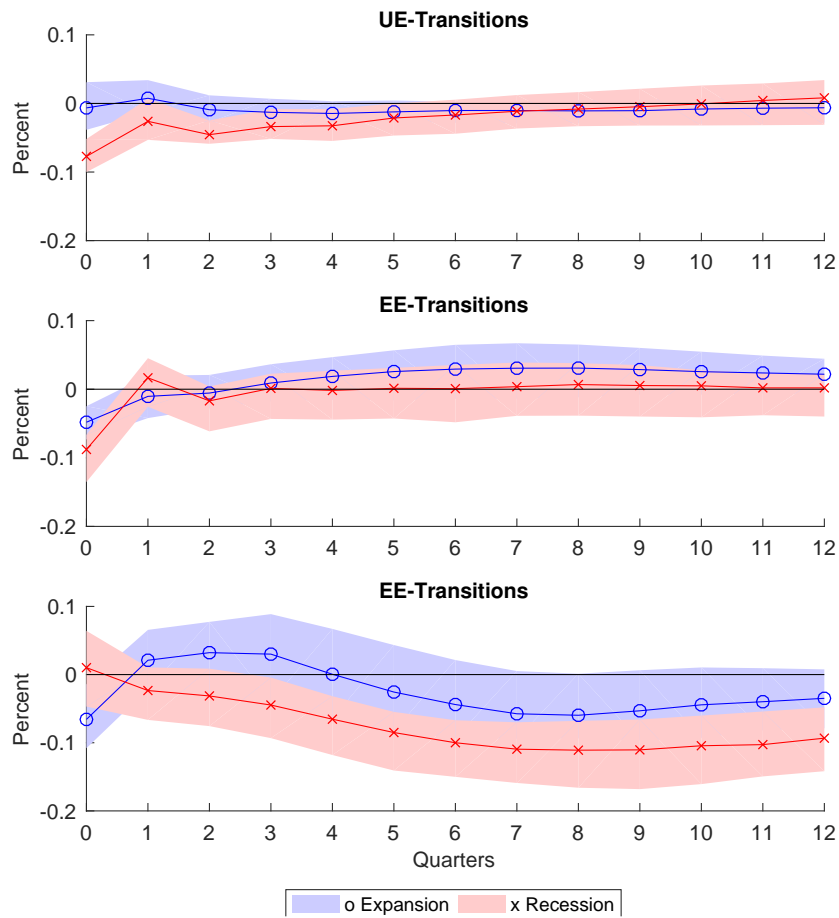 UE-Transitions
0.1
0
-0.1
-0.2
Percent
0 1 2 3 4 5 6 7 8 9 10 11 12
EE-Transitions
0.1
0
-0.1
-0.2
Percent
0 1 2 3 4 5 6 7 8 9 10 11 12
EE-Transitions
0.1
0
-0.1
-0.2
Percent
0 1 2 3 4 5 6 7 8 9 10 11 12
Quarters
o Expansion x Recession